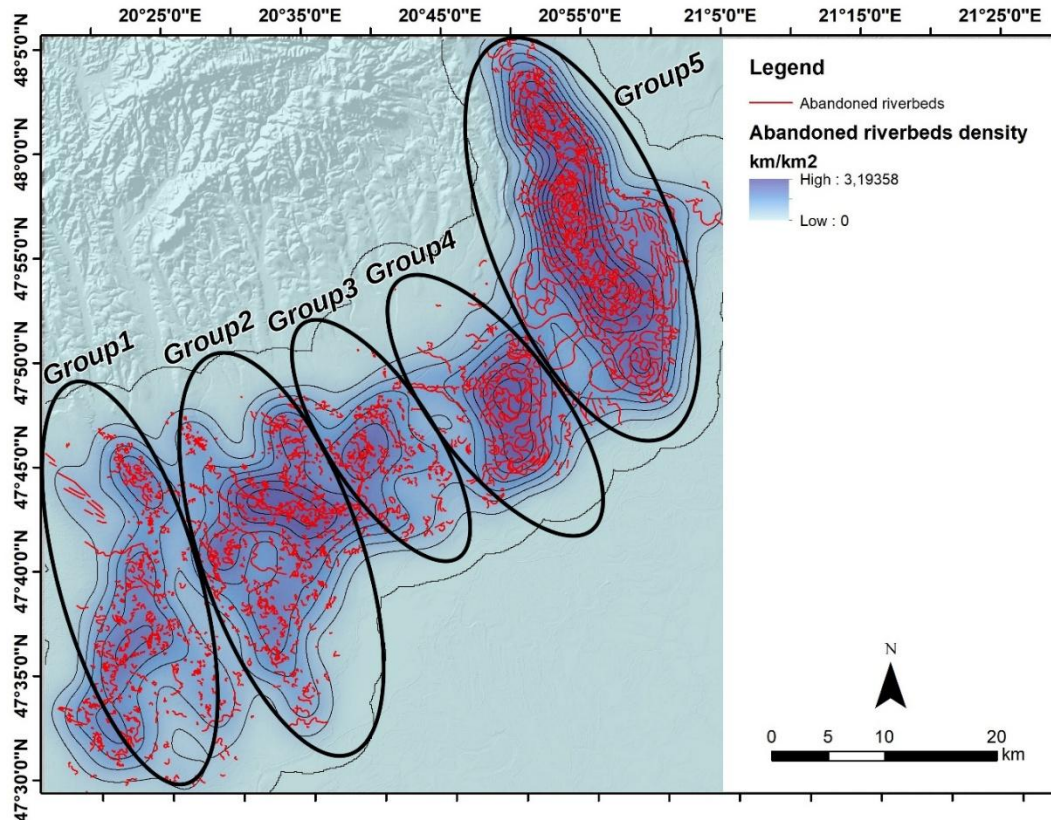 20°25'0"E 20°35'0"E 20°45'0"E 20°55'0"E 21°5'0"E 21°15'0"E 21°25'0"E
48°5'0"N
48°0'0"N
47°55'0"N
47°50'0"N
47°45'0"N
47°40'0"N
47°35'0"N
47°30'0"N
Group5
Group4
Group3
Group2
Group1
Legend
Abandoned riverbeds
Abandoned riverbeds density
km/km2
High : 3,19358
Low : 0
N
0 5 10 20
km